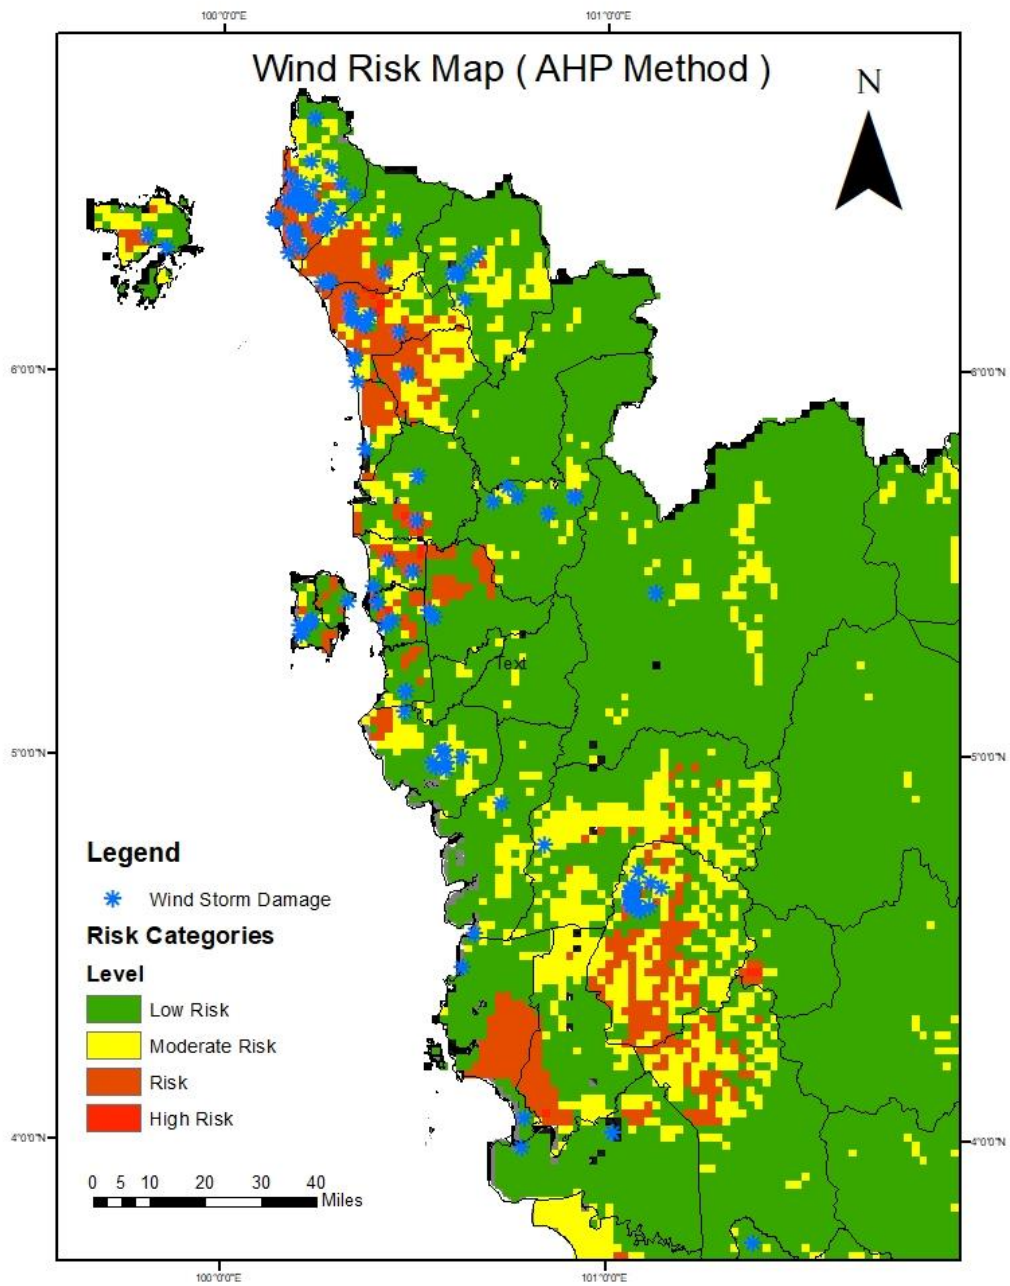 100°0'0"E 101°0'0"E
Wind Risk Map ( AHP Method )
N
6°0'0"N 6°0'0"N
Text
5°0'0"N 5°0'0"N
Legend
Wind Storm Damage
Risk Categories
Level
Low Risk
Moderate Risk
Risk
High Risk
4°0'0"N 4°0'0"N
0 5 10 20 30 40
Miles
100°0'0"E 101°0'0"E